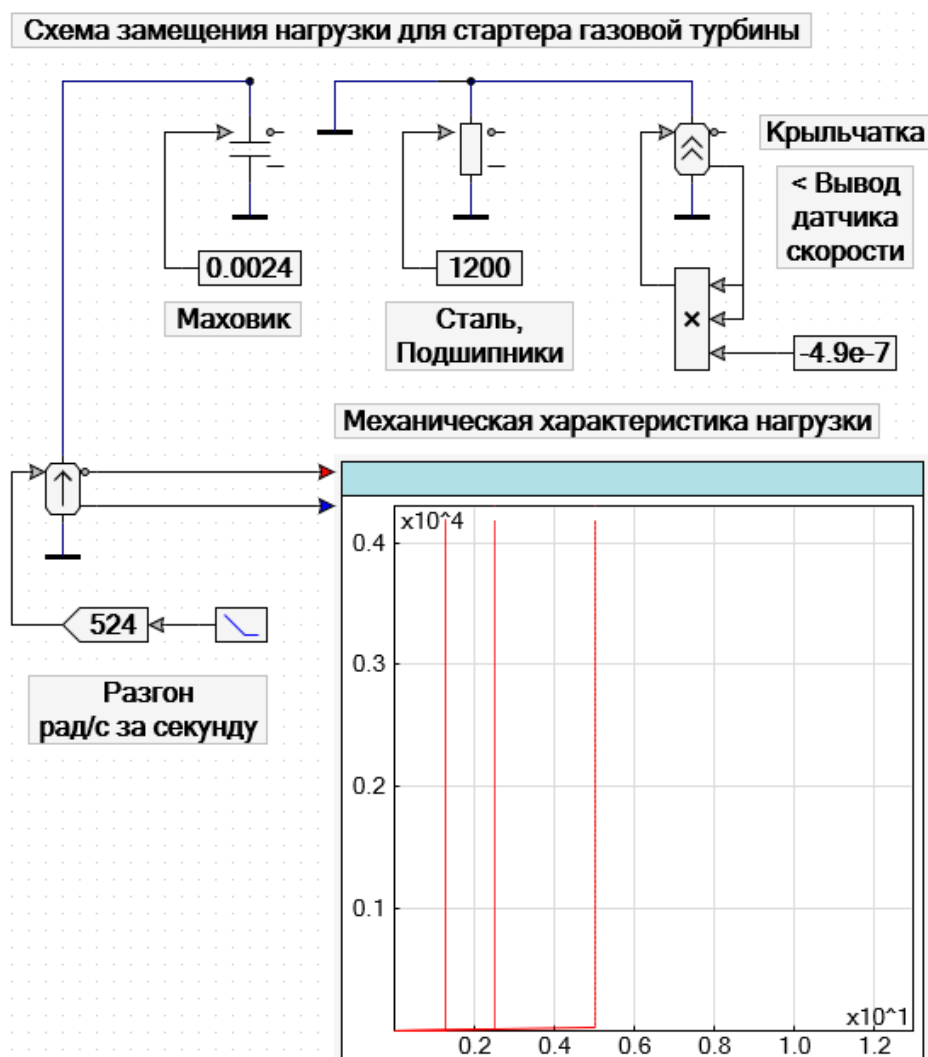 Схема замещения нагрузки для стартера газовой турбины
Крыльчатка
< Вывод
датчика
скорости
0.0024
1200
Маховик
Сталь,
Подшипники
×
-4.9e-7
Механическая характеристика нагрузки
524
Разгон
рад/с за секунду
x10^4
0.4
0.3
0.2
0.1
x10^1
0.2 0.4 0.6 0.8 1.0 1.2